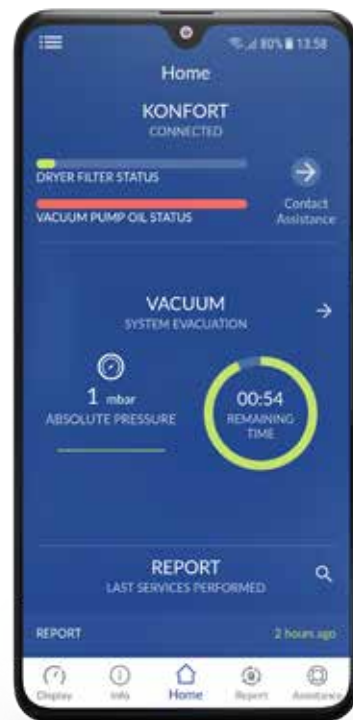 80% 13:58
Home
KONFORT
CONNECTED
DRYER FILTER STATUS
VACUUM PUMP OIL STATUS
Contact
Assistance
VACUUM
SYSTEM EVACUATION
1 mbar
ABSOLUTE PRESSURE
00:54
REMAINING
TIME
REPORT
LAST SERVICES PERFORMED
REPORT 2 hours ago
Display Info Home Report Assistance